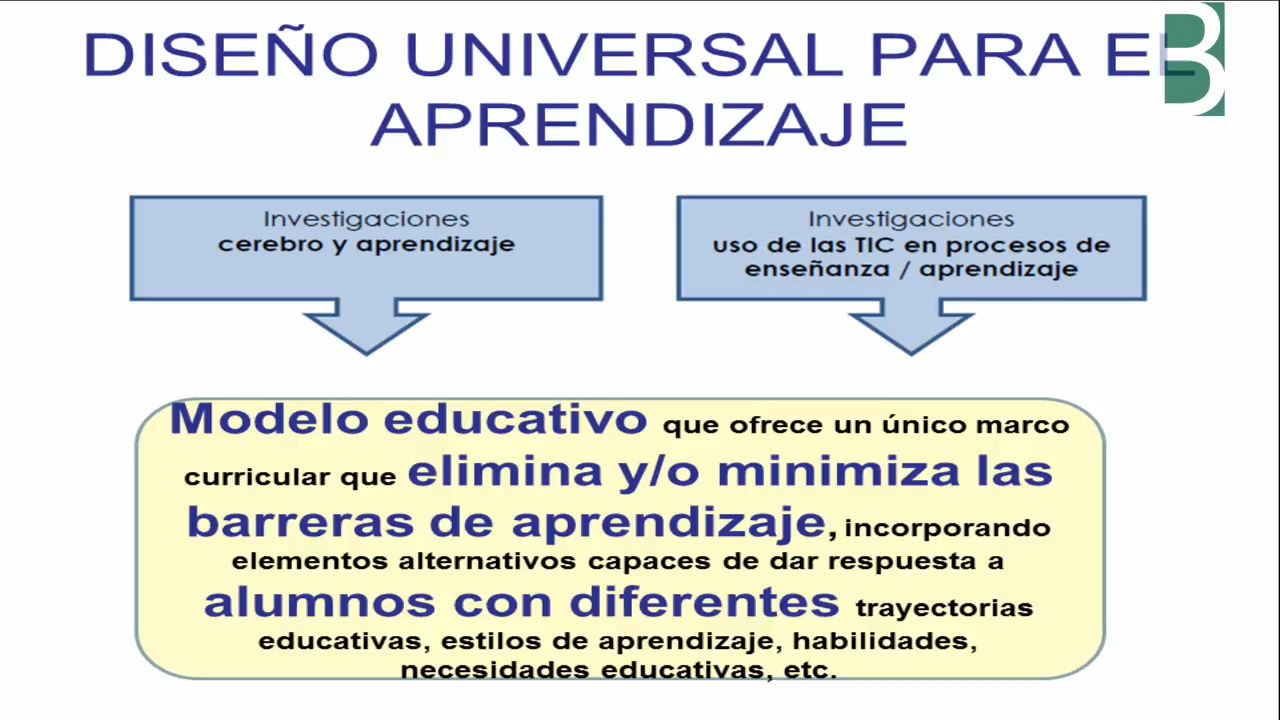 DISEÑO UNIVERSAL PARA EL
B
APRENDIZAJE
Investigaciones
cerebro y aprendizaje
Investigaciones
uso de las TIC en procesos de
enseñanza / aprendizaje
Modelo educativo que ofrece un único marco
curricular que elimina y/o minimiza las
barreras de aprendizaje, incorporando
elementos alternativos capaces de dar respuesta a
alumnos con diferentes trayectorias
educativas, estilos de aprendizaje, habilidades,
necesidades educativas, etc.